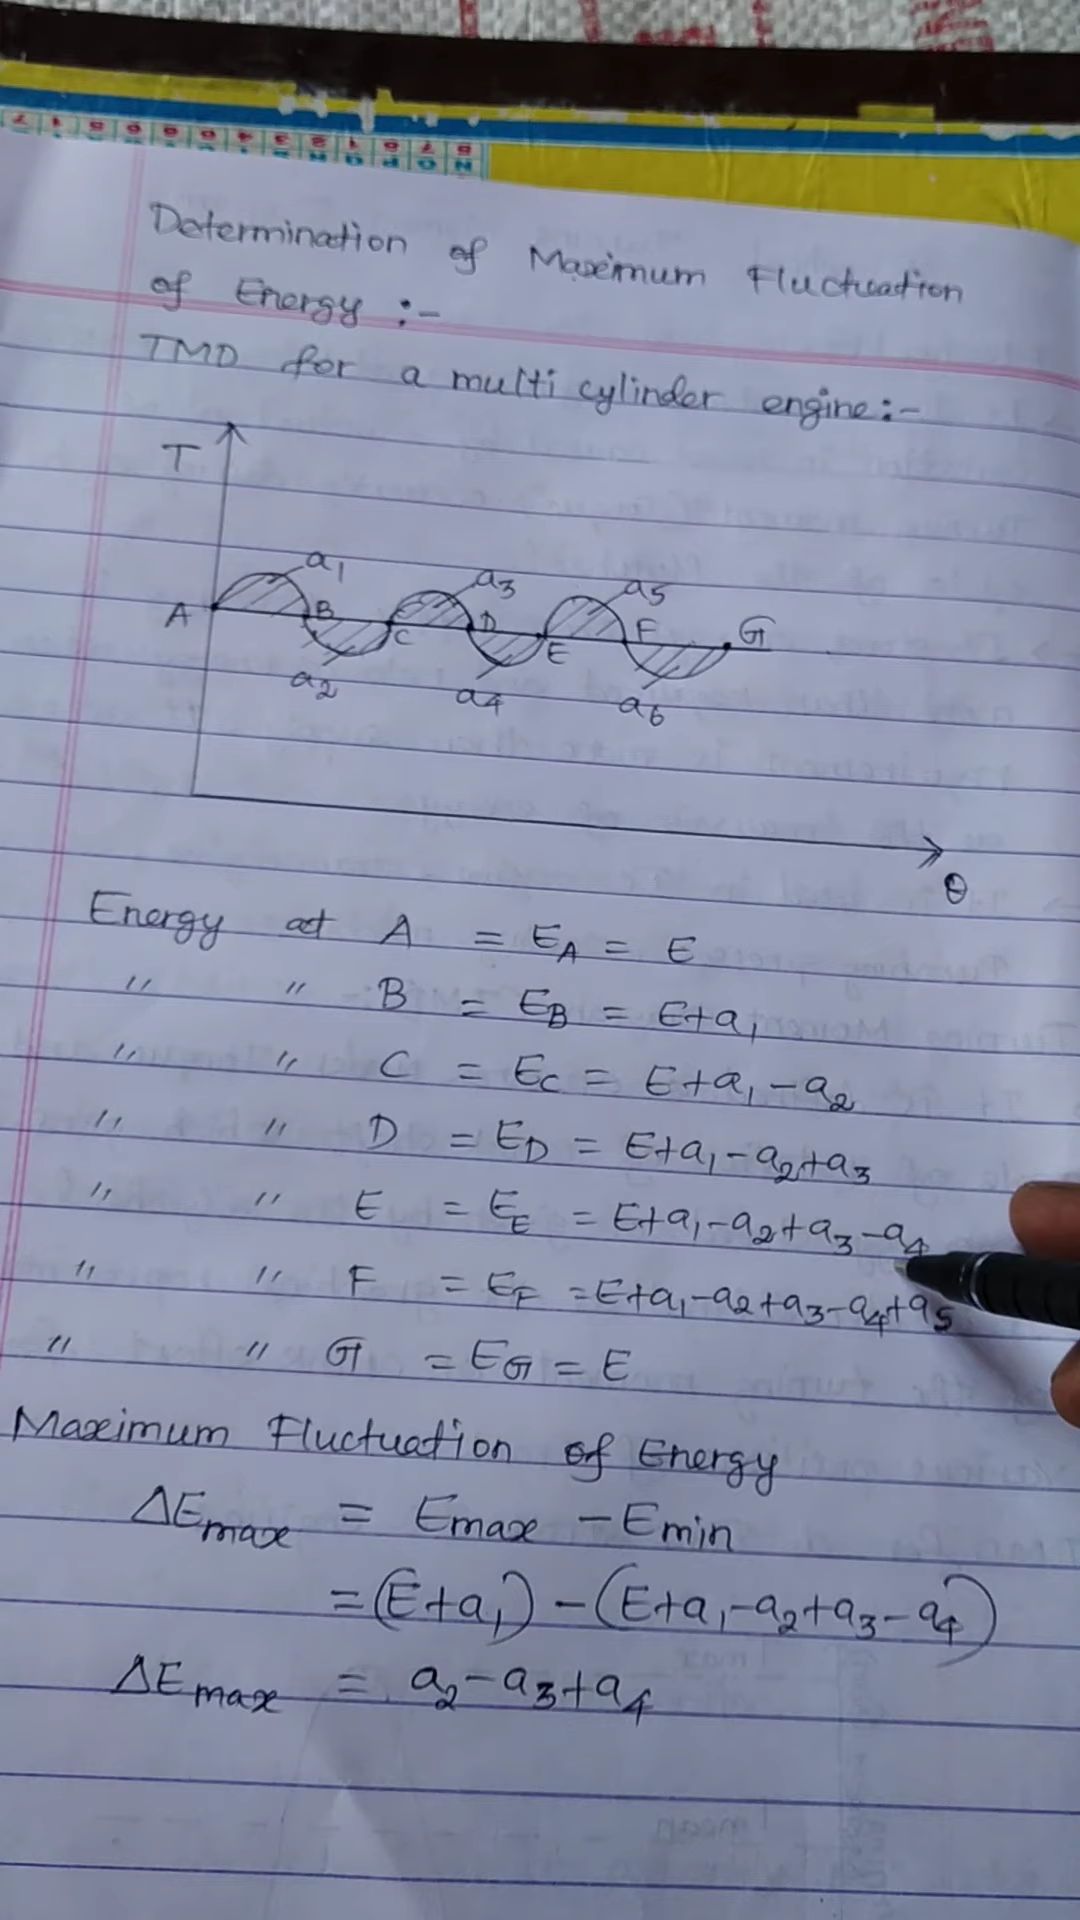 Determination of Maximum Fluctuation
of Energy :-
TMD for a multi cylinder engine:-
T
a1 a3 a5
A B C D E F G
a2 a4 a6
θ
Energy at A = EA = E
" " B = EB = E+a1
" " C = EC = E+a1-a2
" " D = ED = E+a1-a2+a3
" " E = EE = E+a1-a2+a3-a4
" " F = EF = E+a1-a2+a3-a4+a5
" " G = EG = E
Maximum Fluctuation of Energy
ΔEmax = Emax - Emin
= (E+a1) - (E+a1-a2+a3-a4)
ΔEmax = a2-a3+a4